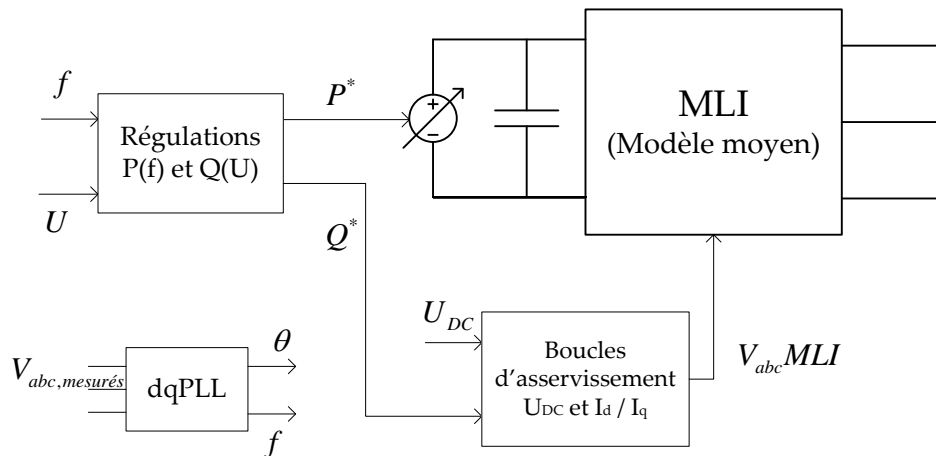 f
P*
Régulations
P(f) et Q(U)
+
−
MLI
(Modèle moyen)
U
Q*
U_DC
Boucles
d'asservissement
U_DC et I_d / I_q
V_abc MLI
V_abc,mesurés
dqPLL
θ
f